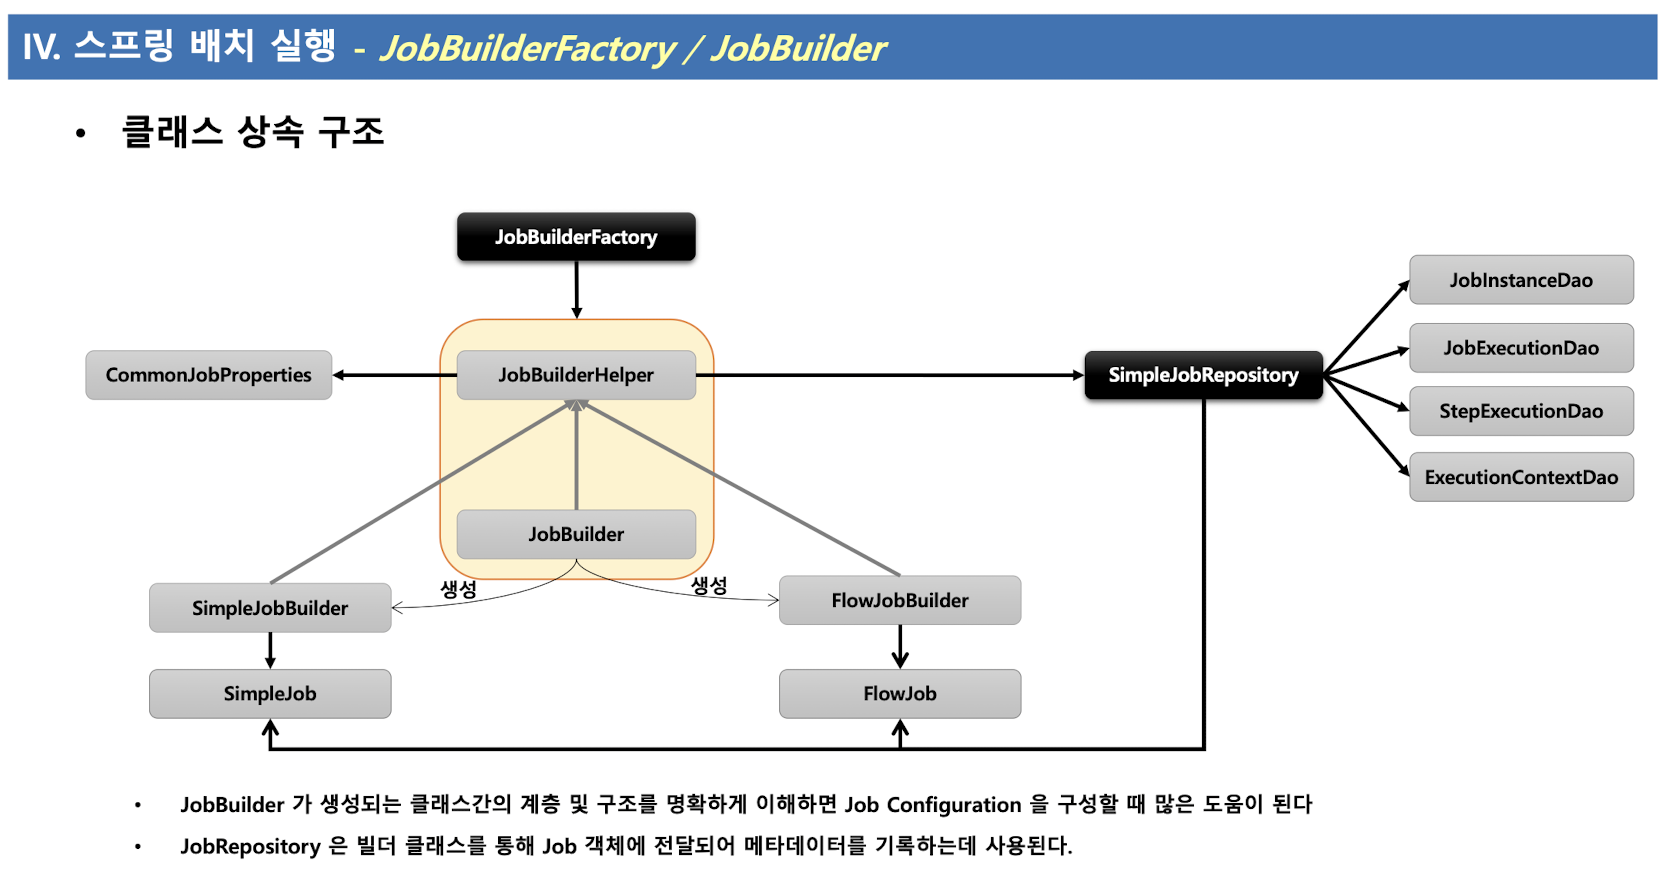 IV. 스프링 배치 실행 - JobBuilderFactory / JobBuilder
• 클래스 상속 구조
JobBuilderFactory
JobInstanceDao
JobExecutionDao
CommonJobProperties
JobBuilderHelper
SimpleJobRepository
StepExecutionDao
ExecutionContextDao
JobBuilder
생성
생성
SimpleJobBuilder
FlowJobBuilder
SimpleJob
FlowJob
• JobBuilder 가 생성되는 클래스간의 계층 및 구조를 명확하게 이해하면 Job Configuration 을 구성할 때 많은 도움이 된다
• JobRepository 은 빌더 클래스를 통해 Job 객체에 전달되어 메타데이터를 기록하는데 사용된다.